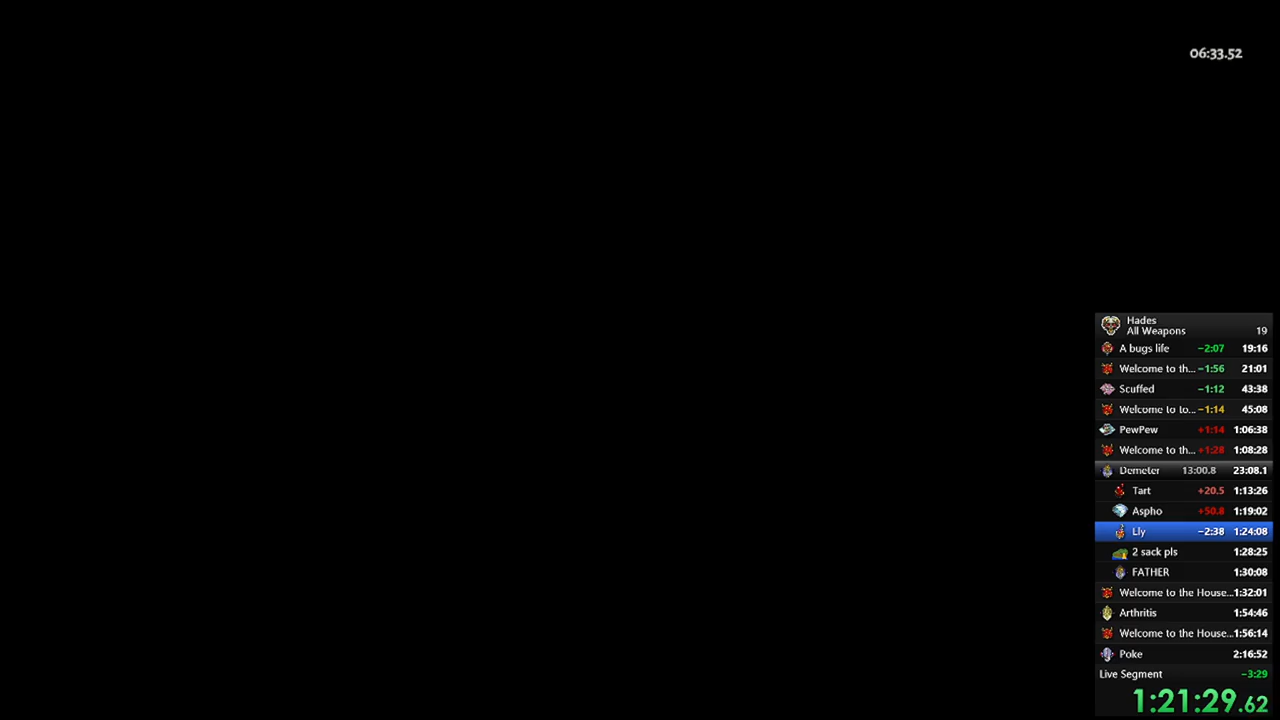 06:33.52
Hades
All Weapons 19
A bugs life -2:07 19:16
Welcome to th... -1:56 21:01
Scuffed -1:12 43:38
Welcome to to... -1:14 45:08
PewPew +1:14 1:06:38
Welcome to th... +1:28 1:08:28
Demeter 13:00.8 23:08.1
Tart +20.5 1:13:26
Aspho +50.8 1:19:02
Lly -2:38 1:24:08
2 sack pls 1:28:25
FATHER 1:30:08
Welcome to the House... 1:32:01
Arthritis 1:54:46
Welcome to the House... 1:56:14
Poke 2:16:52
Live Segment -3:29
1:21:29.62